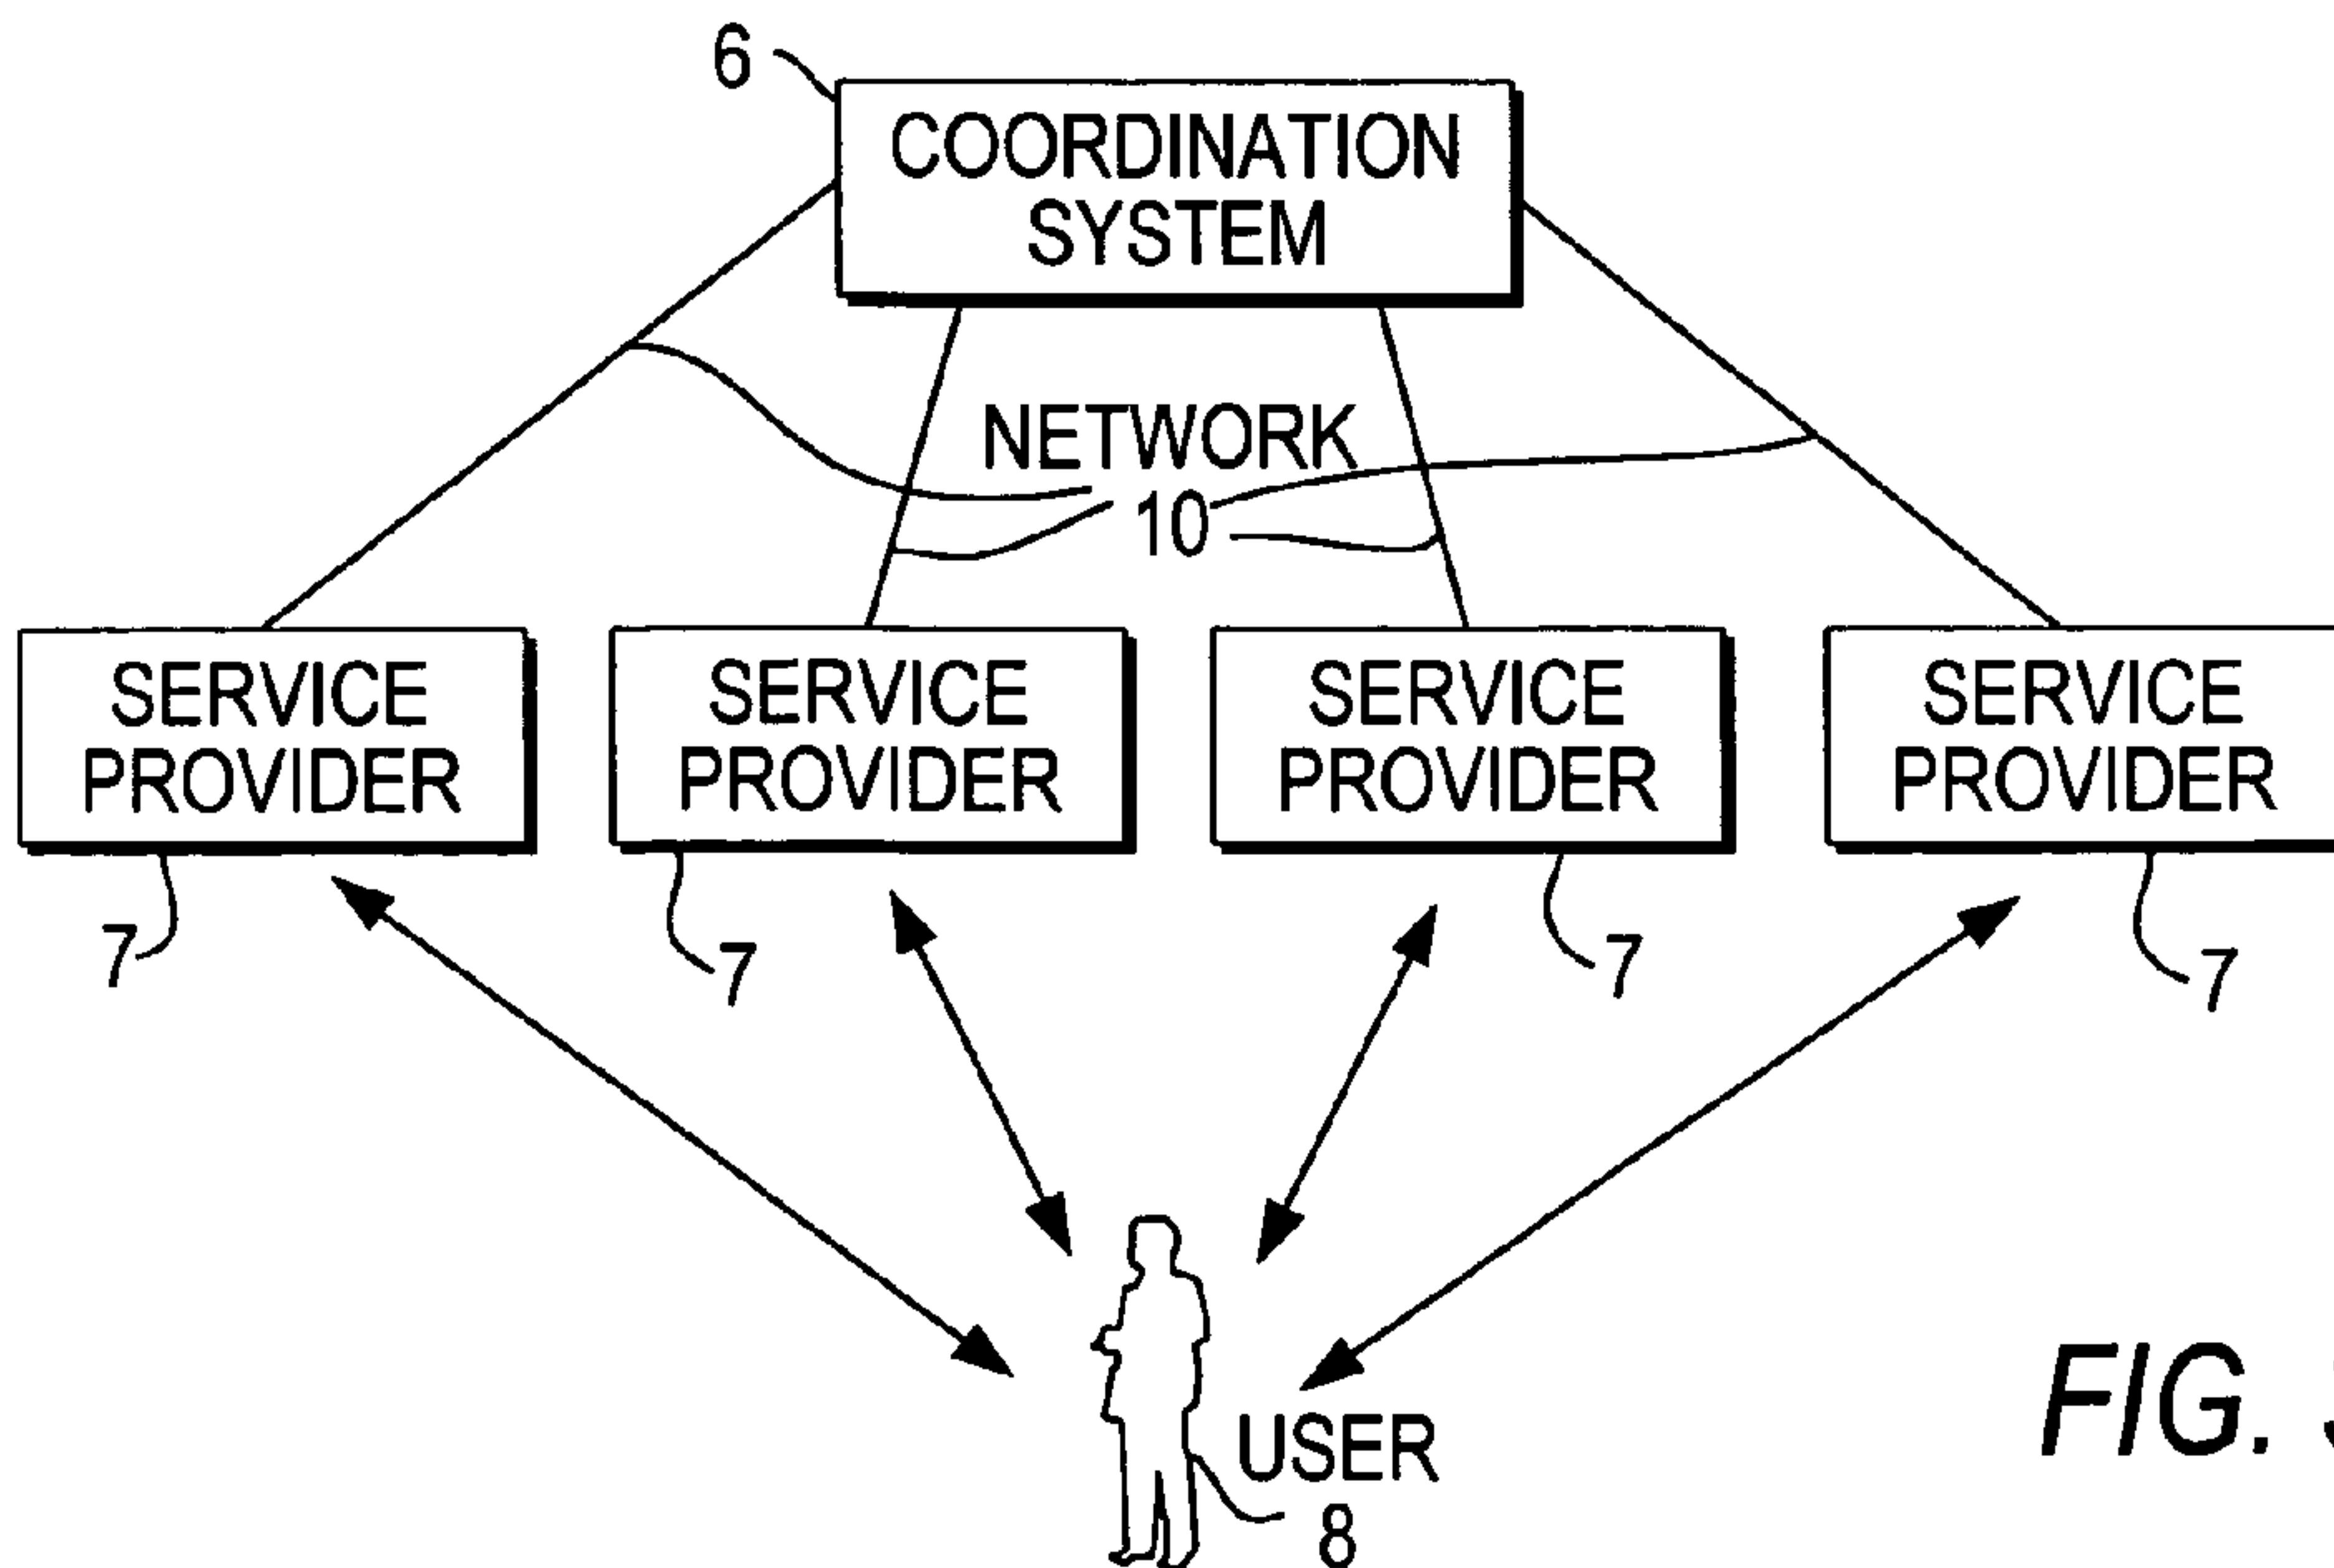 6
COORDINATION
SYSTEM
NETWORK
10
SERVICE
PROVIDER
SERVICE
PROVIDER
SERVICE
PROVIDER
SERVICE
PROVIDER
7
7
7
7
USER
8
FIG.